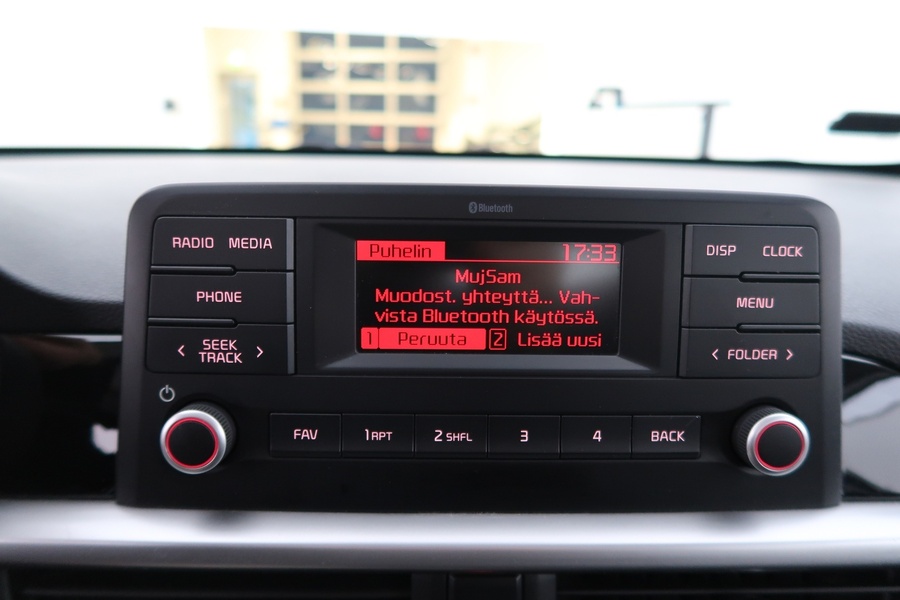 Bluetooth
RADIO MEDIA
PHONE
< SEEK TRACK >
Puhelin 17:33
MujSam
Muodost. yhteyttä... Vah-
vista Bluetooth käytössä.
1 Peruuta 2 Lisää uusi
DISP CLOCK
MENU
< FOLDER >
FAV 1 RPT 2 SHFL 3 4 BACK